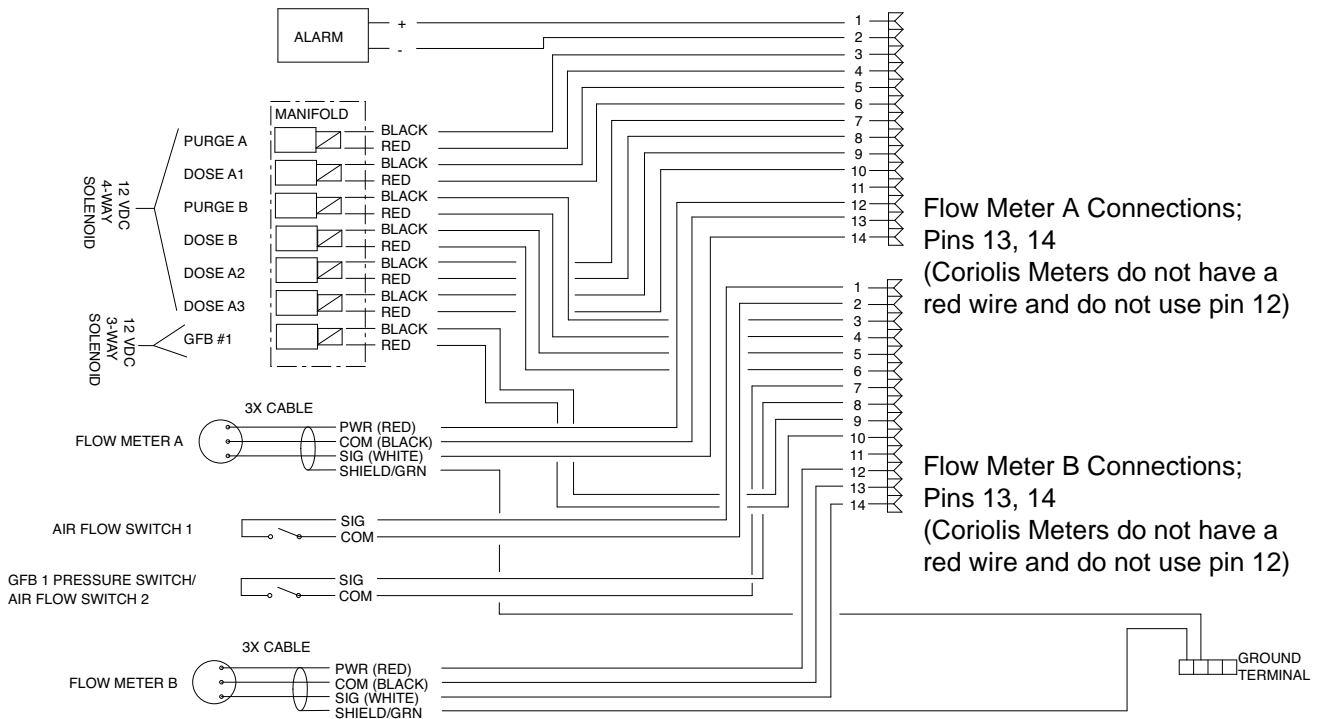 ALARM
+
-
MANIFOLD
PURGE A
DOSE A1
PURGE B
DOSE B
DOSE A2
DOSE A3
GFB #1
12 VDC
4-WAY
SOLENOID
12 VDC
3-WAY
SOLENOID
BLACK
RED
BLACK
RED
BLACK
RED
BLACK
RED
BLACK
RED
BLACK
RED
BLACK
RED
1
2
3
4
5
6
7
8
9
10
11
12
13
14
Flow Meter A Connections;
Pins 13, 14
(Coriolis Meters do not have a
red wire and do not use pin 12)
1
2
3
4
5
6
7
8
9
10
11
12
13
14
Flow Meter B Connections;
Pins 13, 14
(Coriolis Meters do not have a
red wire and do not use pin 12)
3X CABLE
FLOW METER A
PWR (RED)
COM (BLACK)
SIG (WHITE)
SHIELD/GRN
AIR FLOW SWITCH 1
SIG
COM
GFB 1 PRESSURE SWITCH/
AIR FLOW SWITCH 2
SIG
COM
3X CABLE
FLOW METER B
PWR (RED)
COM (BLACK)
SIG (WHITE)
SHIELD/GRN
GROUND
TERMINAL